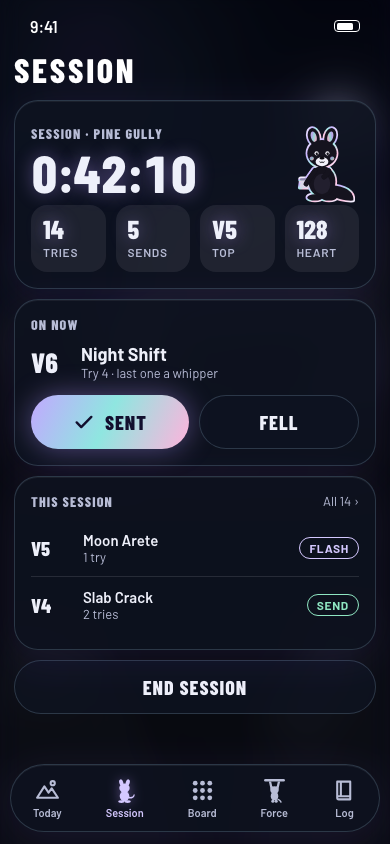 9:41
SESSION
SESSION · PINE GULLY
0:42:10
14 5 V5 128
TRIES SENDS TOP HEART
ON NOW
V6 Night Shift
Try 4 · last one a whipper
SENT FELL
THIS SESSION All 14 ›
V5 Moon Arete
1 try
FLASH
V4 Slab Crack
2 tries
SEND
END SESSION
Today Session Board Force Log